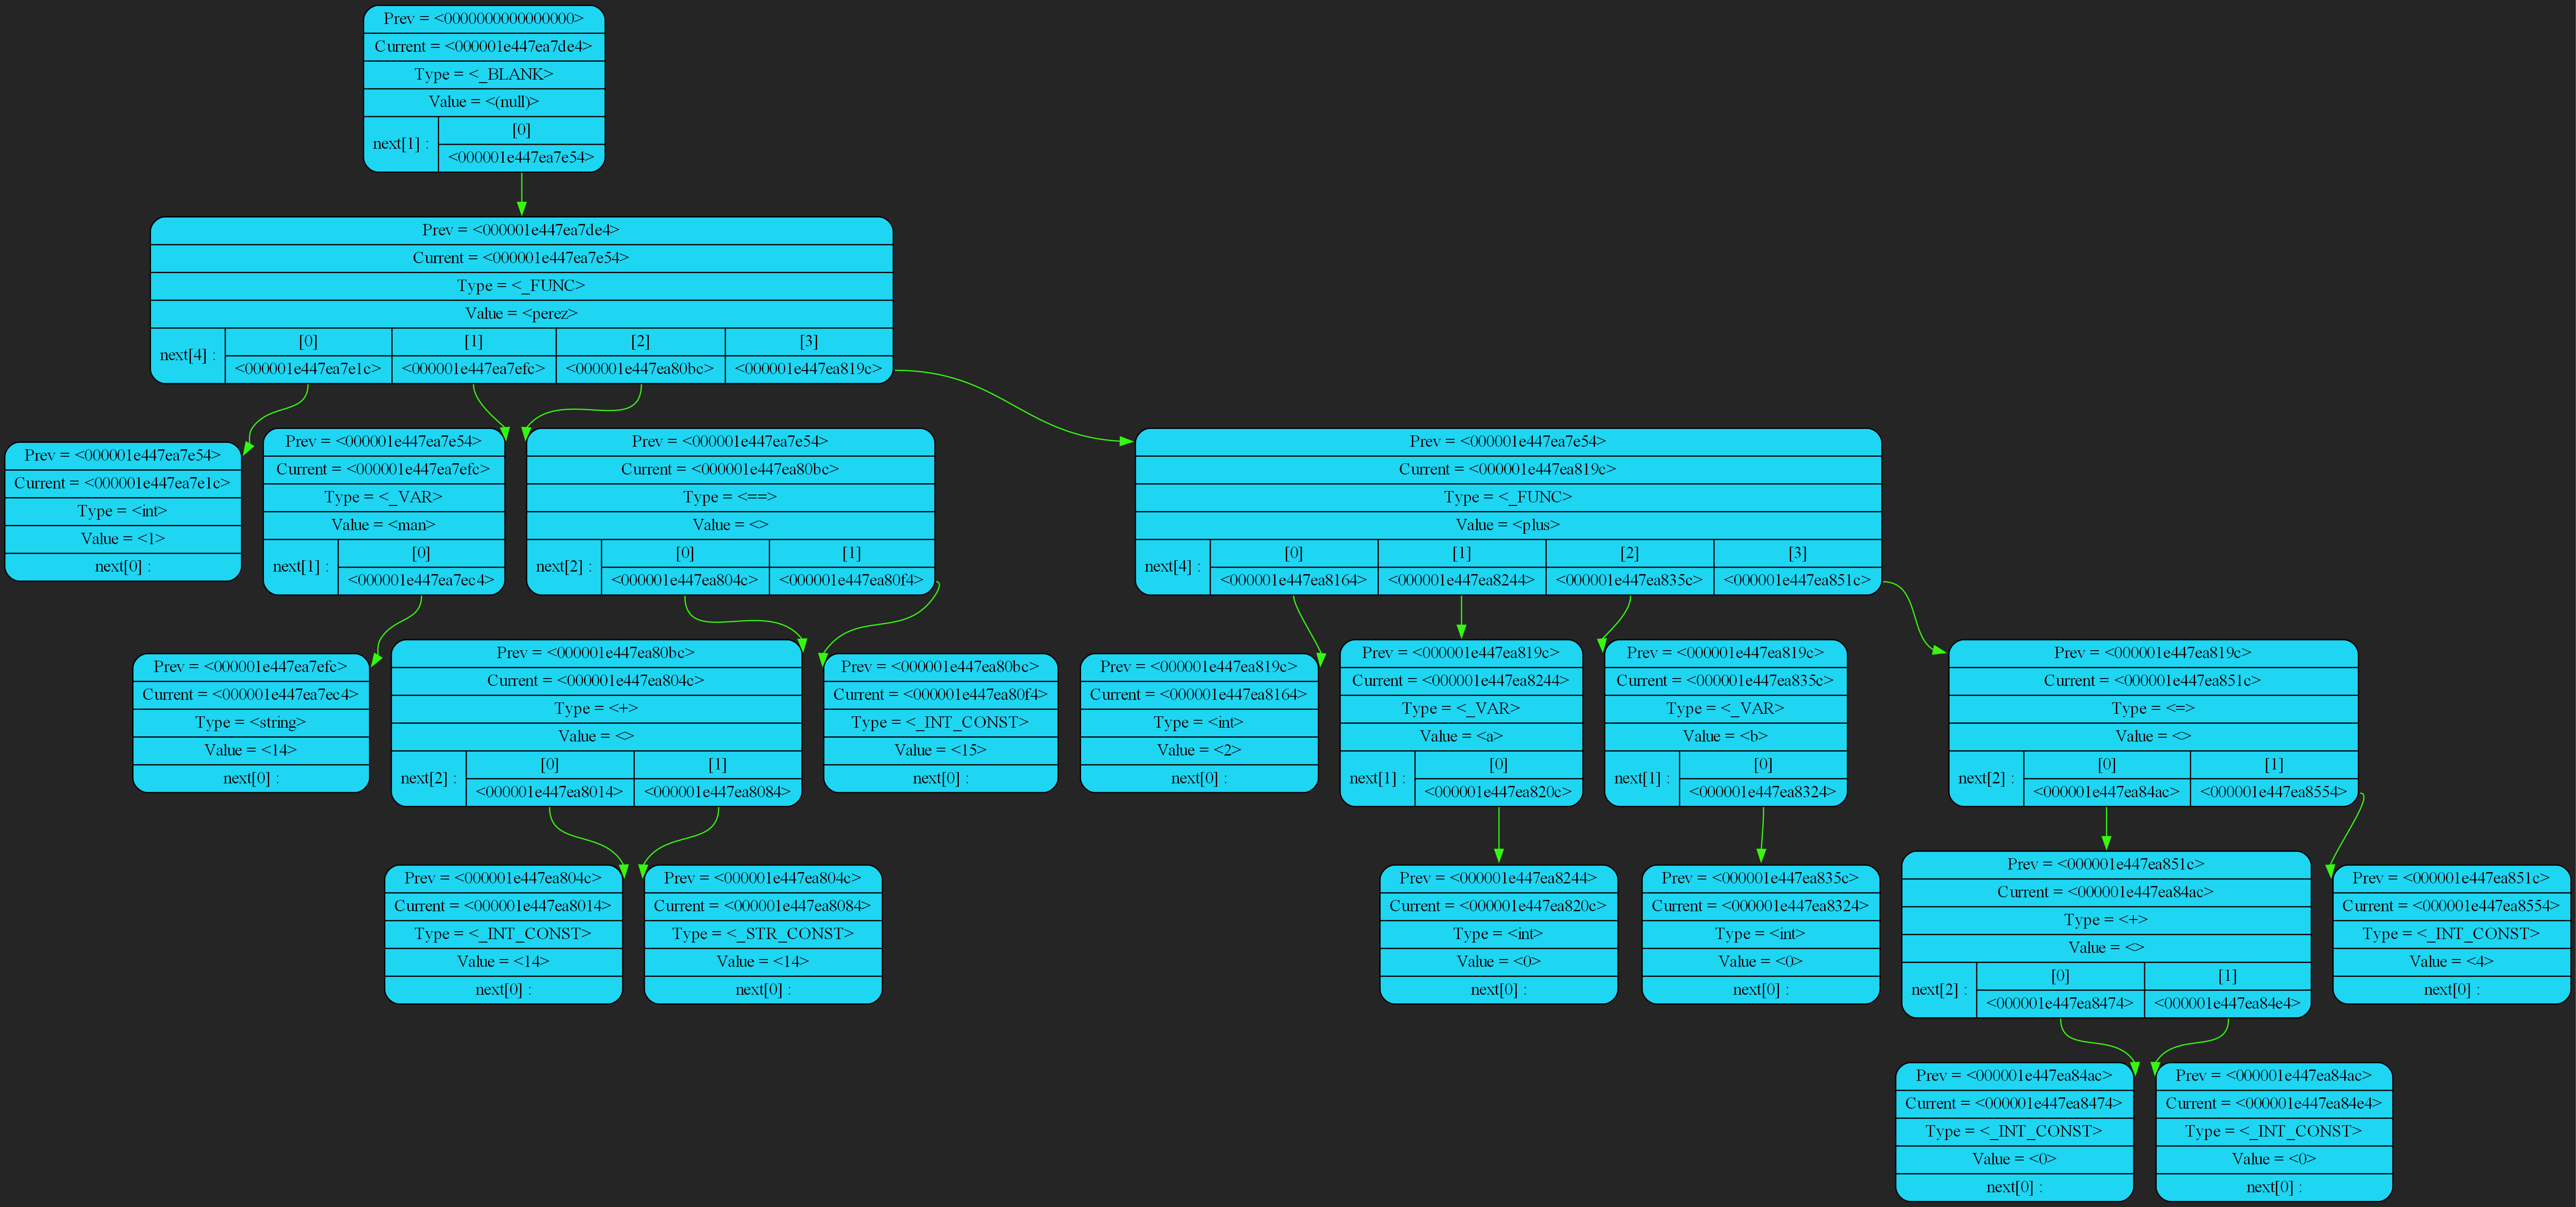 Prev = <0000000000000000>
Current = <000001e447ea7de4>
Type = <_BLANK>
Value = <(null)>
next[1] :
[0]
<000001e447ea7e54>
Prev = <000001e447ea7de4>
Current = <000001e447ea7e54>
Type = <_FUNC>
Value = <perez>
next[4] :
[0]
[1]
[2]
[3]
<000001e447ea7e1c>
<000001e447ea7efc>
<000001e447ea80bc>
<000001e447ea819c>
Prev = <000001e447ea7e54>
Current = <000001e447ea7e1c>
Type = <int>
Value = <1>
next[0] :
Prev = <000001e447ea7e54>
Current = <000001e447ea7efc>
Type = <_VAR>
Value = <man>
next[1] :
[0]
<000001e447ea7ec4>
Prev = <000001e447ea7e54>
Current = <000001e447ea80bc>
Type = <==>
Value = <>
next[2] :
[0]
[1]
<000001e447ea804c>
<000001e447ea80f4>
Prev = <000001e447ea7e54>
Current = <000001e447ea819c>
Type = <_FUNC>
Value = <plus>
next[4] :
[0]
[1]
[2]
[3]
<000001e447ea8164>
<000001e447ea8244>
<000001e447ea835c>
<000001e447ea851c>
Prev = <000001e447ea7efc>
Current = <000001e447ea7ec4>
Type = <string>
Value = <14>
next[0] :
Prev = <000001e447ea80bc>
Current = <000001e447ea804c>
Type = <+>
Value = <>
next[2] :
[0]
[1]
<000001e447ea8014>
<000001e447ea8084>
Prev = <000001e447ea80bc>
Current = <000001e447ea80f4>
Type = <_INT_CONST>
Value = <15>
next[0] :
Prev = <000001e447ea819c>
Current = <000001e447ea8164>
Type = <int>
Value = <2>
next[0] :
Prev = <000001e447ea819c>
Current = <000001e447ea8244>
Type = <_VAR>
Value = <a>
next[1] :
[0]
<000001e447ea820c>
Prev = <000001e447ea819c>
Current = <000001e447ea835c>
Type = <_VAR>
Value = <b>
next[1] :
[0]
<000001e447ea8324>
Prev = <000001e447ea819c>
Current = <000001e447ea851c>
Type = <=>
Value = <>
next[2] :
[0]
[1]
<000001e447ea84ac>
<000001e447ea8554>
Prev = <000001e447ea804c>
Current = <000001e447ea8014>
Type = <_INT_CONST>
Value = <14>
next[0] :
Prev = <000001e447ea804c>
Current = <000001e447ea8084>
Type = <_STR_CONST>
Value = <14>
next[0] :
Prev = <000001e447ea8244>
Current = <000001e447ea820c>
Type = <int>
Value = <0>
next[0] :
Prev = <000001e447ea835c>
Current = <000001e447ea8324>
Type = <int>
Value = <0>
next[0] :
Prev = <000001e447ea851c>
Current = <000001e447ea84ac>
Type = <+>
Value = <>
next[2] :
[0]
[1]
<000001e447ea8474>
<000001e447ea84e4>
Prev = <000001e447ea851c>
Current = <000001e447ea8554>
Type = <_INT_CONST>
Value = <4>
next[0] :
Prev = <000001e447ea84ac>
Current = <000001e447ea8474>
Type = <_INT_CONST>
Value = <0>
next[0] :
Prev = <000001e447ea84ac>
Current = <000001e447ea84e4>
Type = <_INT_CONST>
Value = <0>
next[0] :